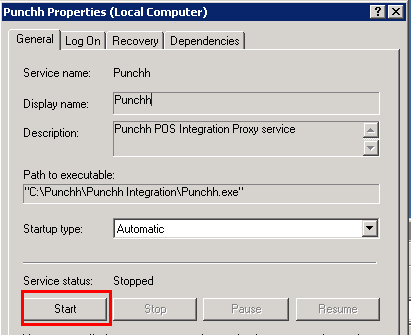 Punchh Properties (Local Computer)
General Log On Recovery Dependencies
Service name: Punchh
Display name: Punchh
Description: Punchh POS Integration Proxy service
Path to executable:
"C:\Punchh\Punchh Integration\Punchh.exe"
Startup type: Automatic
Service status: Stopped
Start Stop Pause Resume